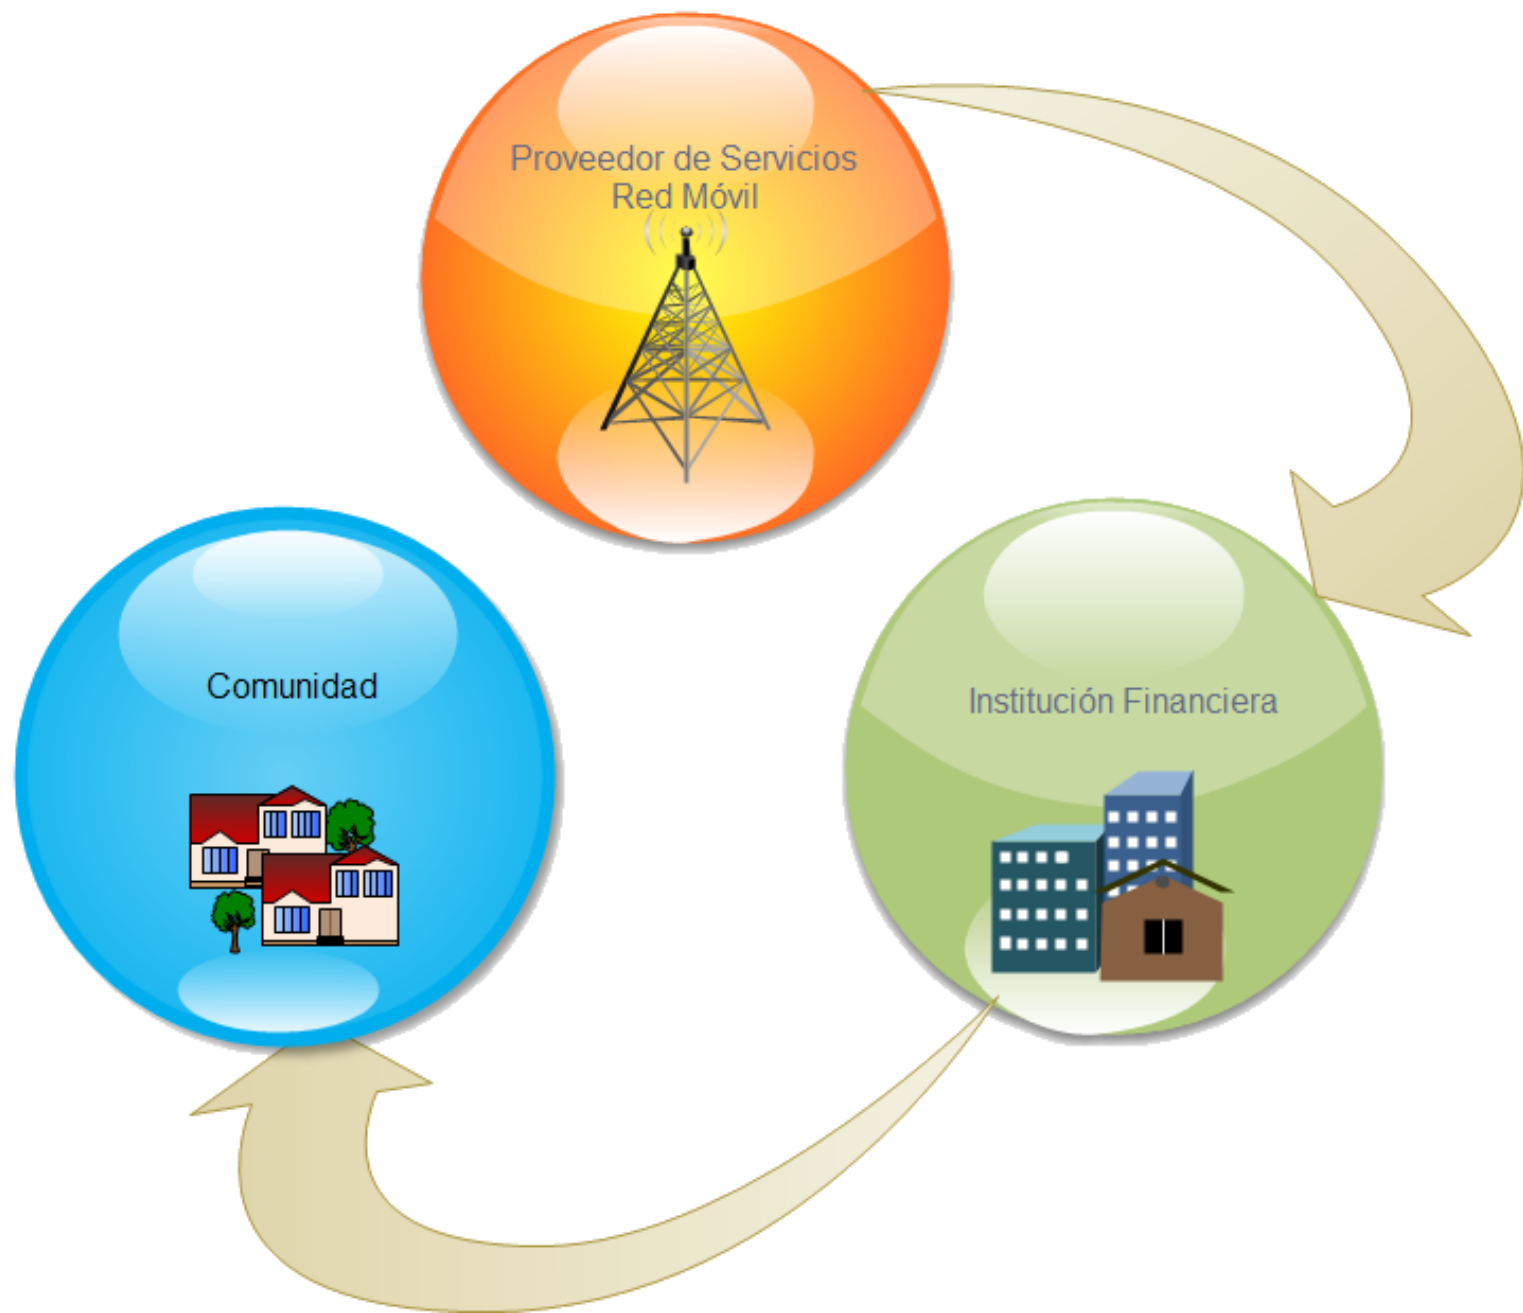 Proveedor de Servicios
Red Móvil
Comunidad
Institución Financiera